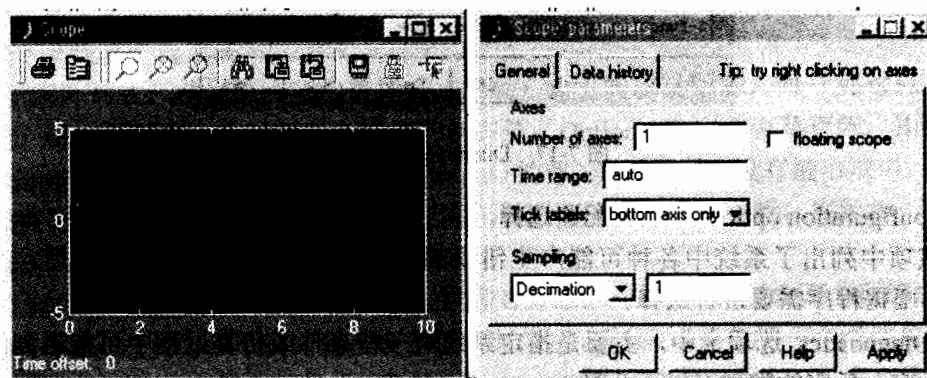 Scope
5
0
-5
0 2 4 6 8 10
Time offset: 0
Scope parameters
General Data history Tip: try right clicking on axes
Axes
Number of axes: 1 floating scope
Time range: auto
Tick labels: bottom axis only
Sampling
Decimation 1
OK Cancel Help Apply